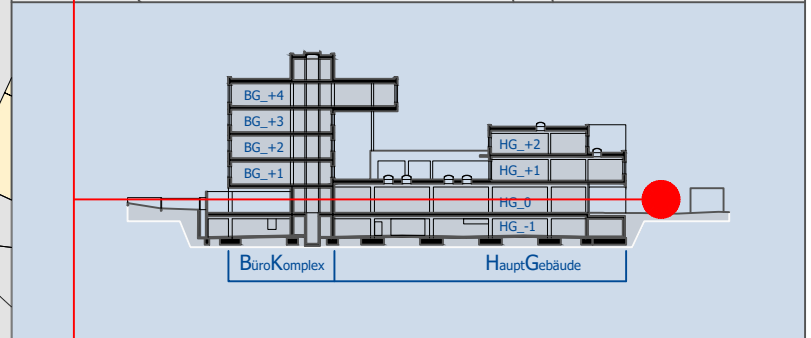 BG_+4
BG_+3
BG_+2
BG_+1
HG_+2
HG_+1
HG_0
HG_-1
BüroKomplex
HauptGebäude